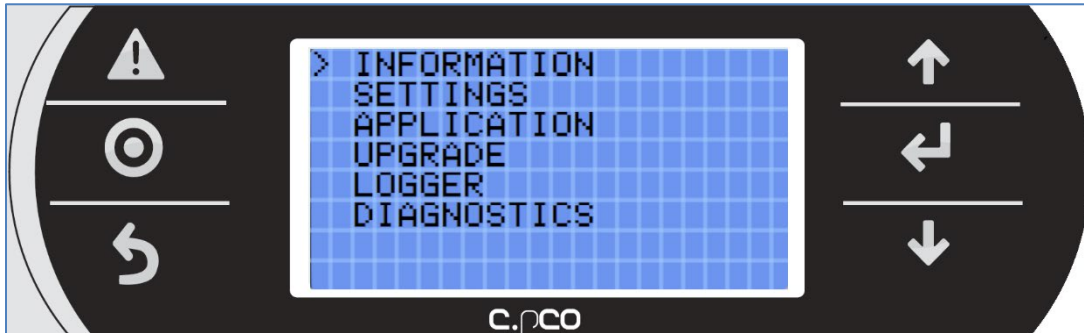 > INFORMATION
SETTINGS
APPLICATION
UPGRADE
LOGGER
DIAGNOSTICS
c.pco